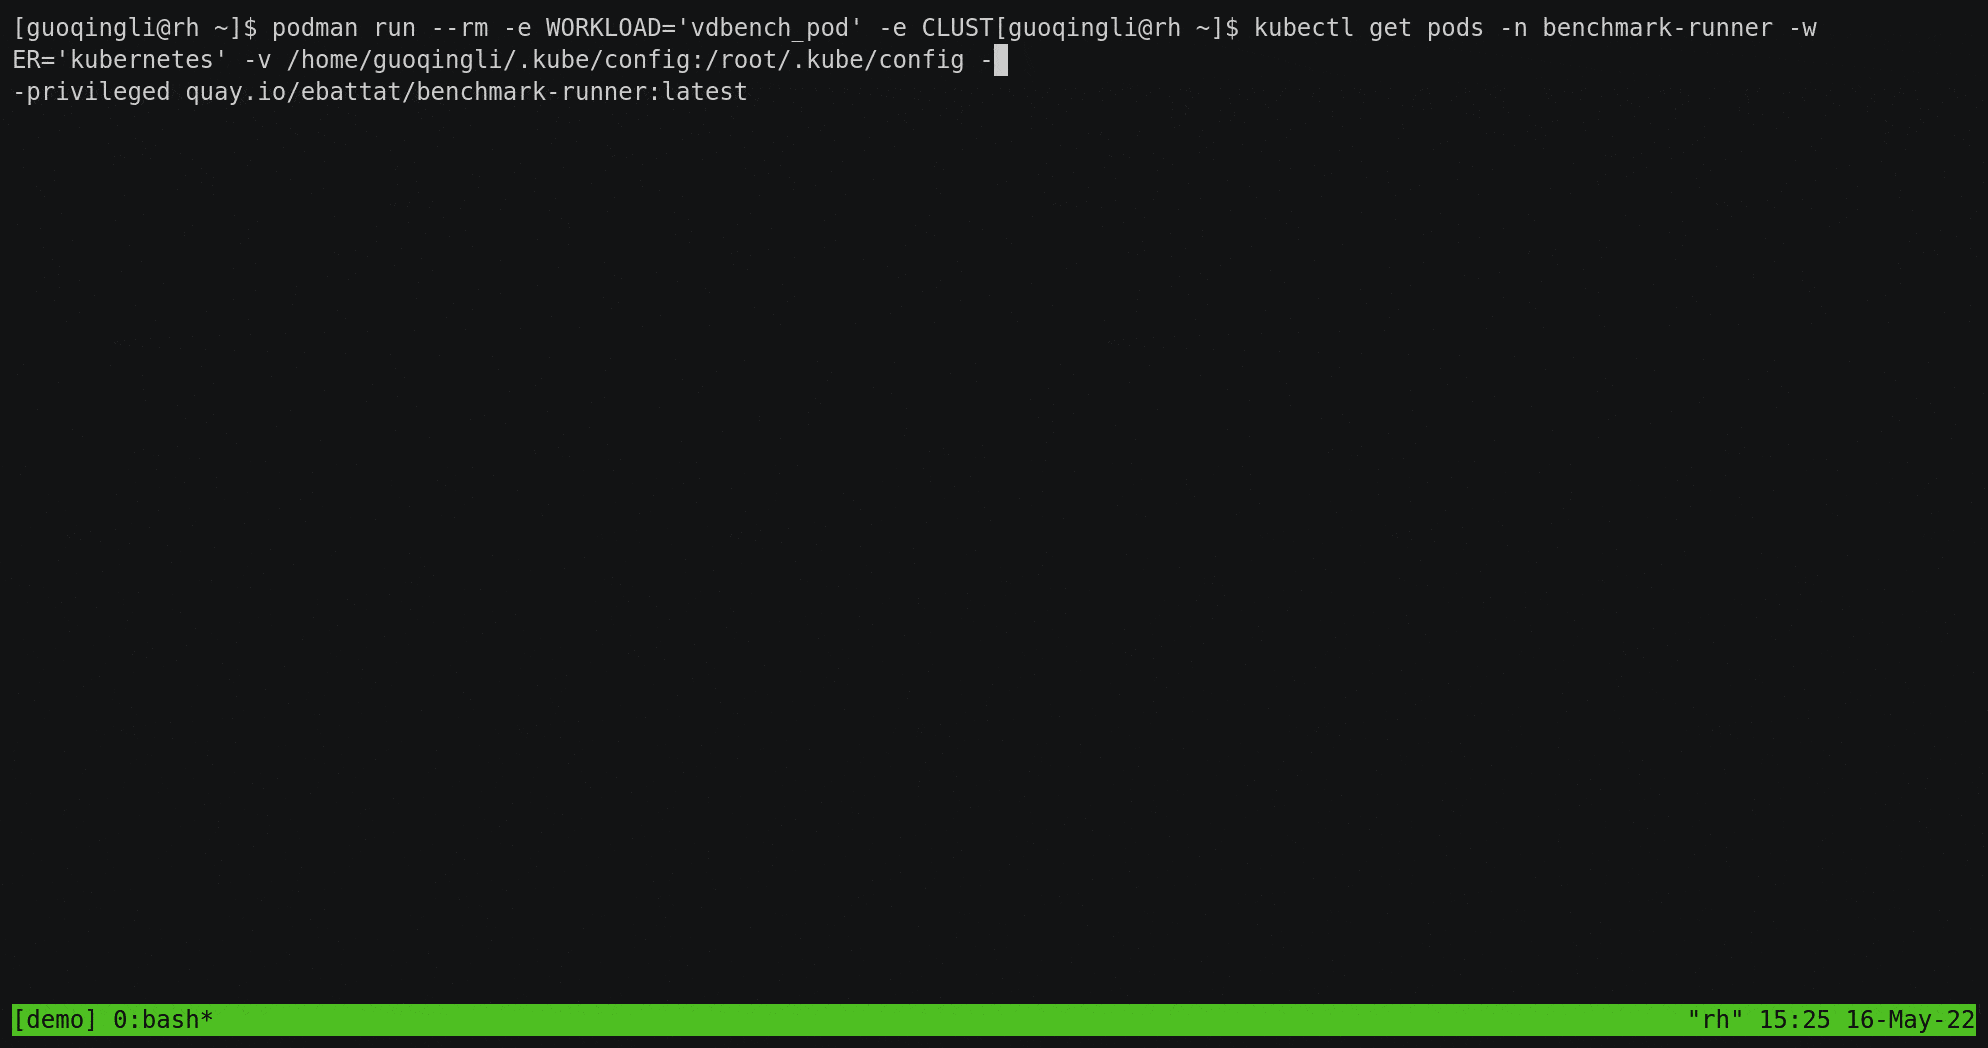 [guoqingli@rh ~]$ podman run --rm -e WORKLOAD='vdbench_pod' -e CLUST[guoqingli@rh ~]$ kubectl get pods -n benchmark-runner -w
ER='kubernetes' -v /home/guoqingli/.kube/config:/root/.kube/config -
-privileged quay.io/ebattat/benchmark-runner:latest
[demo] 0:bash* "rh" 15:25 16-May-22